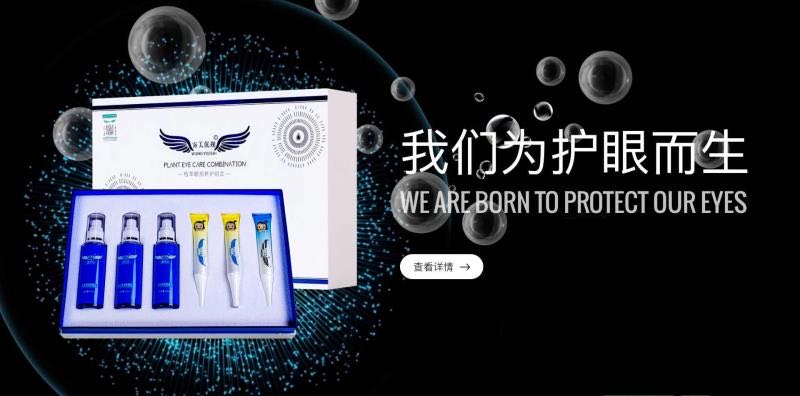 PLANT EYE CARE COMBINATION
我们为护眼而生
WE ARE BORN TO PROTECT OUR EYES
查看详情